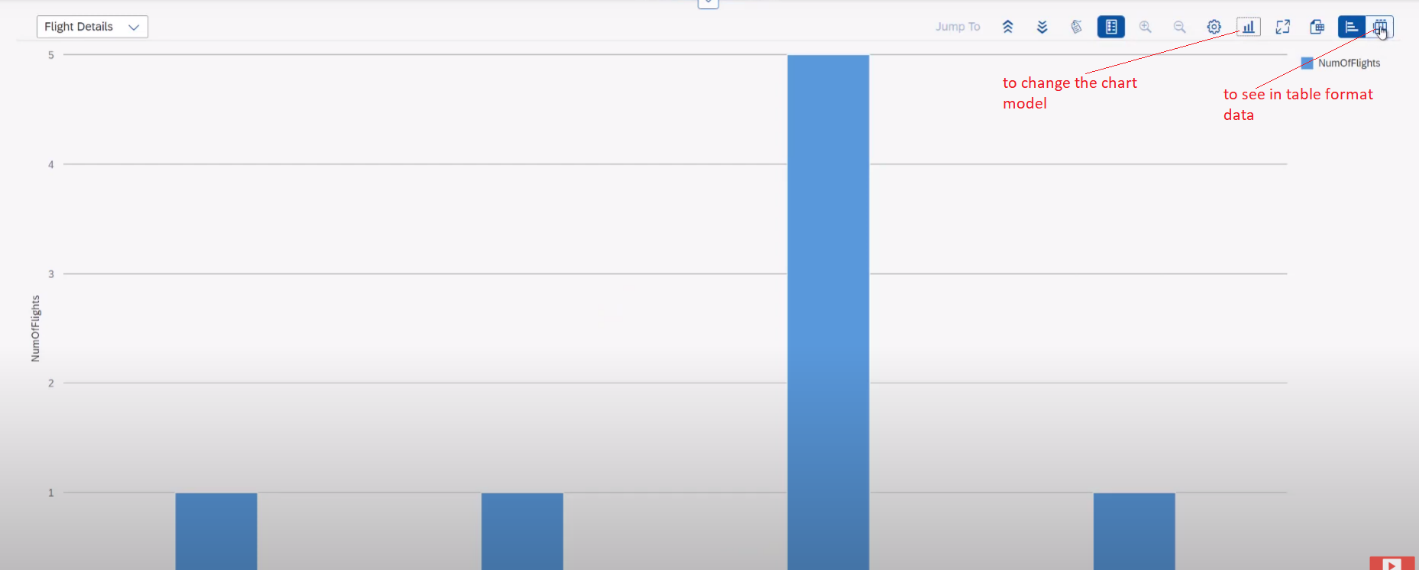 Flight Details
Jump To
5
NumOfFlights
to change the chart
model
to see in table format
data
4
3
NumOfFlights
2
1